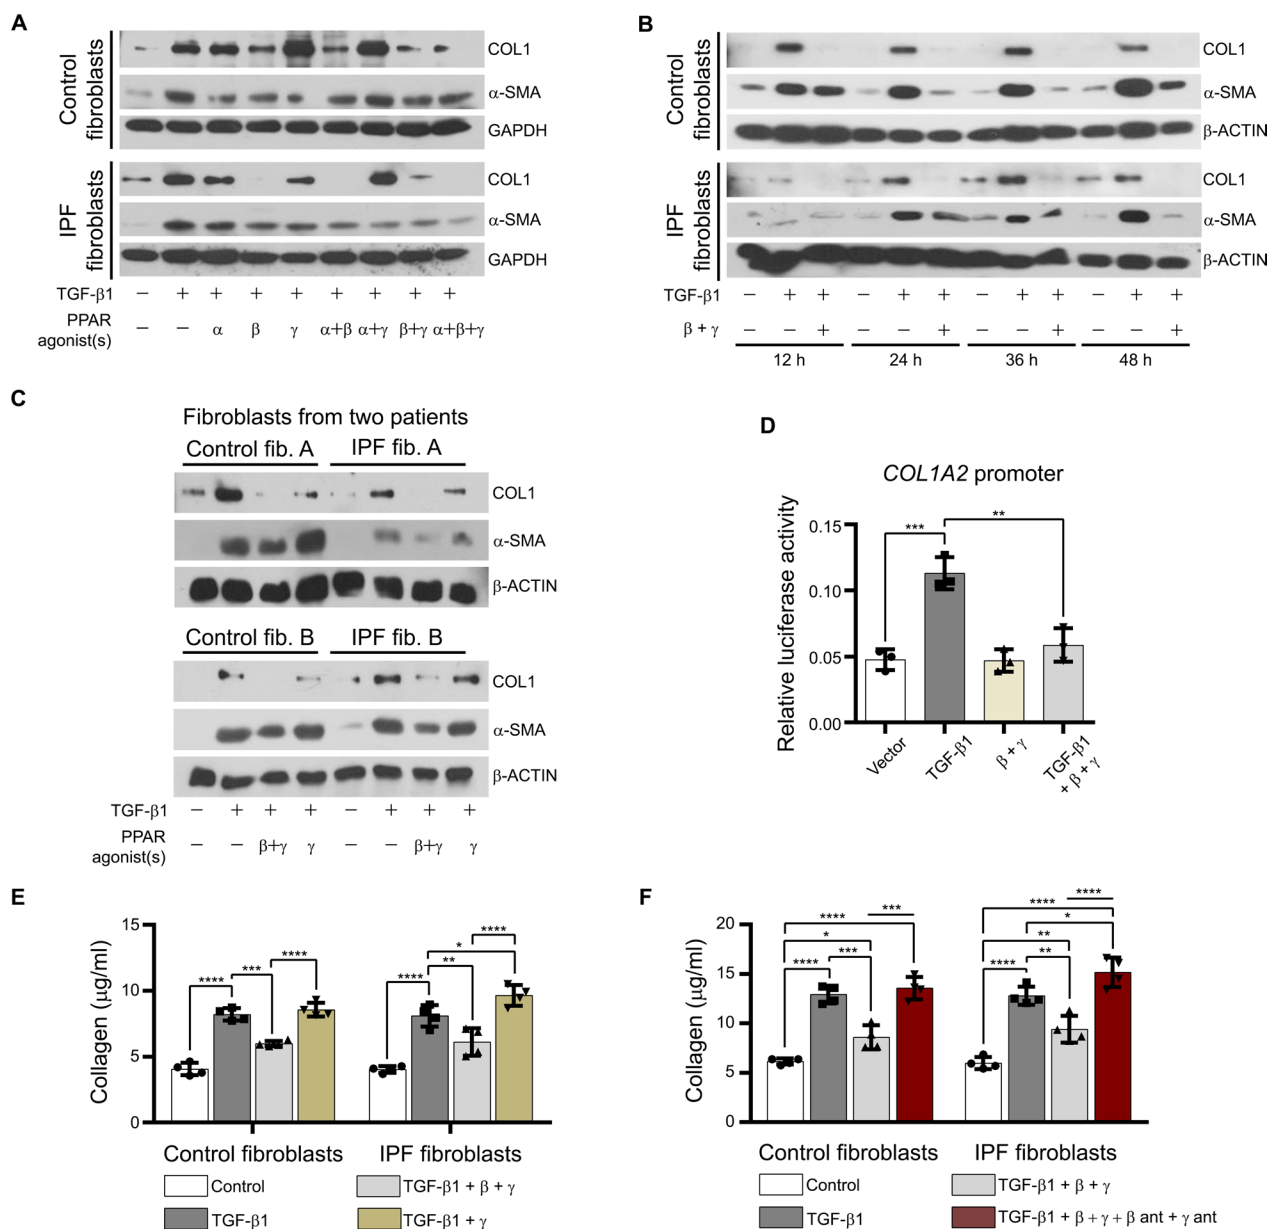 A
Control
fibroblasts
COL1
α-SMA
GAPDH
IPF
fibroblasts
COL1
α-SMA
GAPDH
TGF-β1 − + + + + + + + +
PPAR
agonist(s) − − α β γ α+β α+γ β+γ α+β+γ
B
Control
fibroblasts
COL1
α-SMA
β-ACTIN
IPF
fibroblasts
COL1
α-SMA
β-ACTIN
TGF-β1 − + + − + + − + + − + +
β + γ − − + − − + − − + − − +
12 h 24 h 36 h 48 h
C
Fibroblasts from two patients
Control fib. A IPF fib. A
COL1
α-SMA
β-ACTIN
Control fib. B IPF fib. B
COL1
α-SMA
β-ACTIN
TGF-β1 − + + + − + + +
PPAR
agonist(s) − − β+γ γ − − β+γ γ
D
COL1A2 promoter
Relative luciferase activity
0.15
0.10
0.05
0.00
*** **
Vector
TGF-β1
β + γ
TGF-β1
+ β + γ
E
Collagen (µg/ml)
15
10
5
0
**** *** ****
**** ** * ****
Control fibroblasts IPF fibroblasts
Control
TGF-β1
TGF-β1 + β + γ
TGF-β1 + γ
F
Collagen (µg/ml)
20
15
10
5
0
**** * **** *** ***
**** ** **** ** * ****
Control fibroblasts IPF fibroblasts
Control
TGF-β1
TGF-β1 + β + γ
TGF-β1 + β + γ + β ant + γ ant